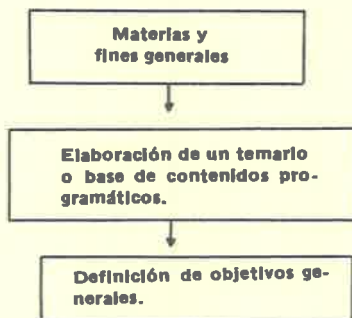 Materias y
fines generales
Elaboración de un temario
o base de contenidos pro-
gramáticos.
Definición de objetivos ge-
nerales.